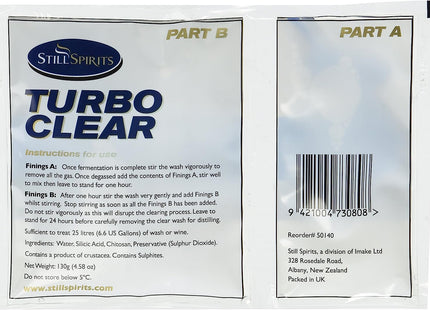 PART B
STILLSPIRITS
TURBO
CLEAR
Instructions for use
Finings A: Once fermentation is complete stir the wash vigorously to
remove all the gas. Once degassed add the contents of Finings A, stir well
to mix then leave to stand for one hour.
Finings B: After one hour stir the wash very gently and add Finings B
whilst stirring. Stop stirring as soon as all the Finings B has been added.
Do not stir vigorously as this will disrupt the clearing process. Leave to
stand for 24 hours before carefully removing the clear wash for distilling.
Sufficient to treat 25 litres (6.6 US Gallons) of wash or wine.
Ingredients: Water, Silicic Acid, Chitosan, Preservative (Sulphur Dioxide).
Contains a product of crustacea. Contains Sulphites.
Net Weight: 130g (4.58 oz)
Do not store below 5°C.
www.stillspirits.com
PART A
9 421004 730808 >
Reorder# 50140
Still Spirits, a division of Imake Ltd
328 Rosedale Road,
Albany, New Zealand
Packed in UK